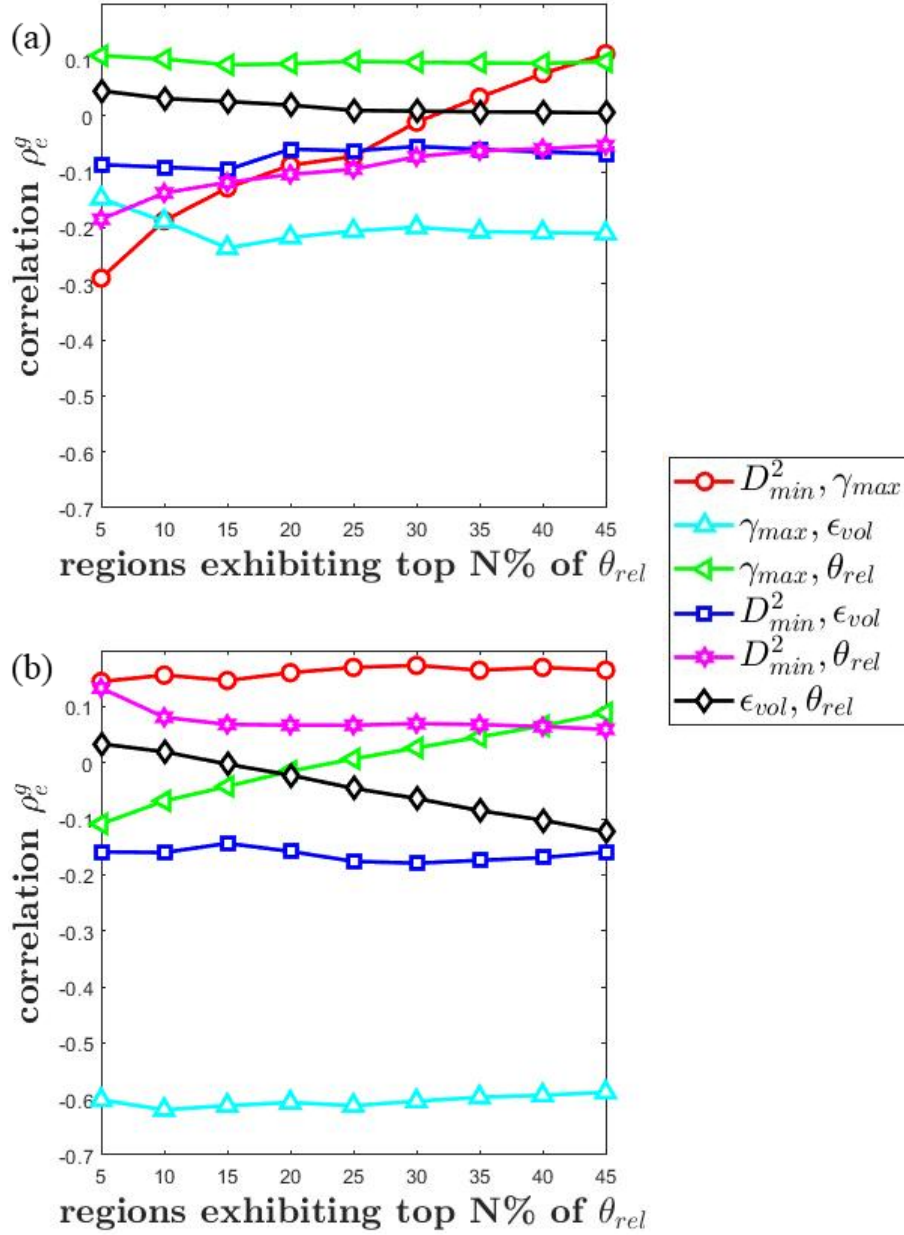 (a)
correlation ρ_e^g
0.1
0
-0.1
-0.2
-0.3
-0.4
-0.5
-0.6
-0.7
5 10 15 20 25 30 35 40 45
regions exhibiting top N% of θ_rel
D²_min, γ_max
γ_max, ϵ_vol
γ_max, θ_rel
D²_min, ϵ_vol
D²_min, θ_rel
ϵ_vol, θ_rel
(b)
correlation ρ_e^g
0.1
0
-0.1
-0.2
-0.3
-0.4
-0.5
-0.6
-0.7
5 10 15 20 25 30 35 40 45
regions exhibiting top N% of θ_rel